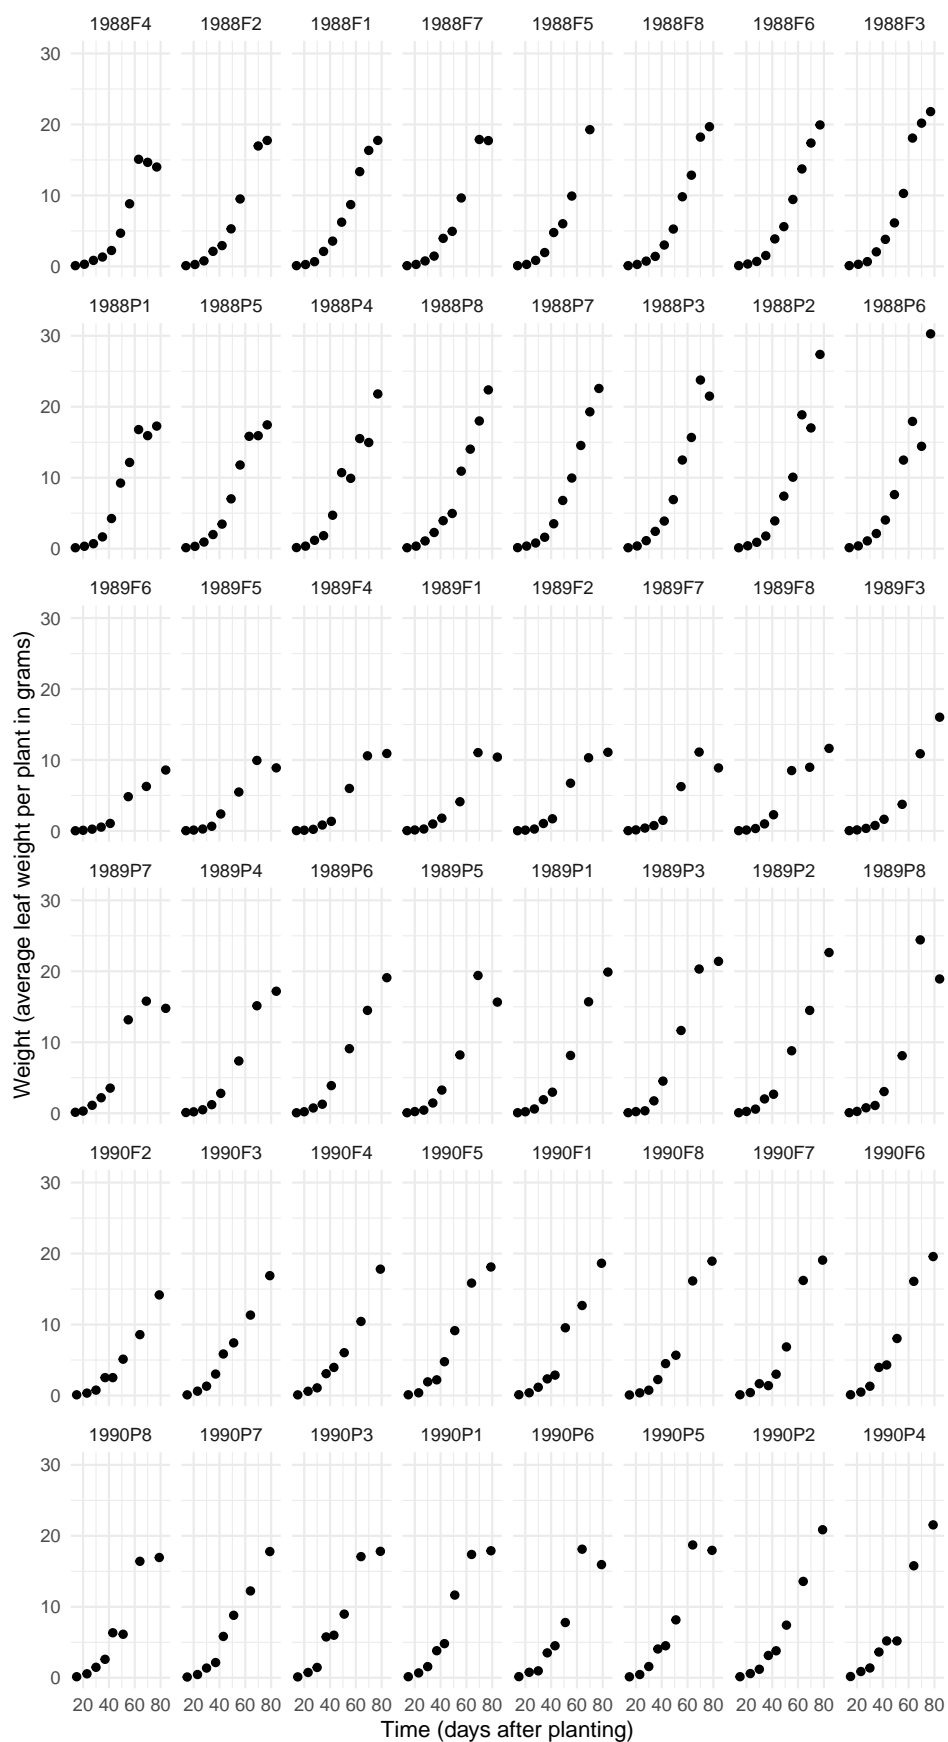 1988F4 1988F2 1988F1 1988F7 1988F5 1988F8 1988F6 1988F3
30
20
10
0
1988P1 1988P5 1988P4 1988P8 1988P7 1988P3 1988P2 1988P6
30
20
10
0
1989F6 1989F5 1989F4 1989F1 1989F2 1989F7 1989F8 1989F3
30
20
10
0
Weight (average leaf weight per plant in grams)
1989P7 1989P4 1989P6 1989P5 1989P1 1989P3 1989P2 1989P8
30
20
10
0
1990F2 1990F3 1990F4 1990F5 1990F1 1990F8 1990F7 1990F6
30
20
10
0
1990P8 1990P7 1990P3 1990P1 1990P6 1990P5 1990P2 1990P4
30
20
10
0
20 40 60 80 20 40 60 80 20 40 60 80 20 40 60 80 20 40 60 80 20 40 60 80 20 40 60 80 20 40 60 80
Time (days after planting)